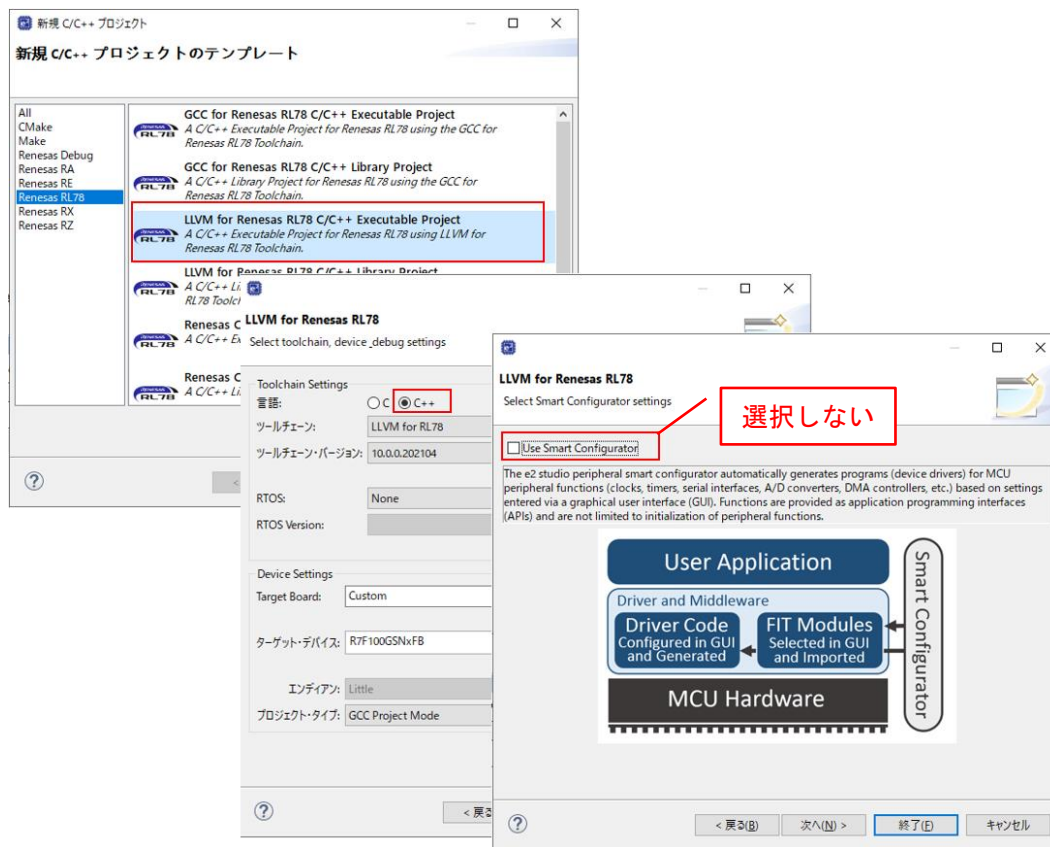 新規 C/C++ プロジェクト
新規 C/C++ プロジェクトのテンプレート
All
CMake
Make
Renesas Debug
Renesas RA
Renesas RE
Renesas RL78
Renesas RX
Renesas RZ
GCC for Renesas RL78 C/C++ Executable Project
A C/C++ Executable Project for Renesas RL78 using the GCC for
Renesas RL78 Toolchain.
GCC for Renesas RL78 C/C++ Library Project
A C/C++ Library Project for Renesas RL78 using the GCC for
Renesas RL78 Toolchain.
LLVM for Renesas RL78 C/C++ Executable Project
A C/C++ Executable Project for Renesas RL78 using LLVM for
Renesas RL78 Toolchain.
LLVM for Renesas RL78 C/C++ Library Project
A C/C++ Li
RL78 Toolch
Renesas C
A C/C++ Ex
Renesas C
A C/C++ Li
LLVM for Renesas RL78
Select toolchain, device _debug settings
Toolchain Settings
言語:
C
C++
ツールチェーン:
LLVM for RL78
ツールチェーン・バージョン:
10.0.0.202104
RTOS:
None
RTOS Version:
Device Settings
Target Board:
Custom
ターゲット・デバイス:
R7F100GSNxFB
エンディアン:
Little
プロジェクト・タイプ:
GCC Project Mode
< 戻る
LLVM for Renesas RL78
Select Smart Configurator settings
選択しない
Use Smart Configurator
The e2 studio peripheral smart configurator automatically generates programs (device drivers) for MCU
peripheral functions (clocks, timers, serial interfaces, A/D converters, DMA controllers, etc.) based on settings
entered via a graphical user interface (GUI). Functions are provided as application programming interfaces
(APIs) and are not limited to initialization of peripheral functions.
User Application
Driver and Middleware
Driver Code
Configured in GUI
and Generated
FIT Modules
Selected in GUI
and Imported
MCU Hardware
Smart Configurator
< 戻る(B)
次へ(N) >
終了(F)
キャンセル